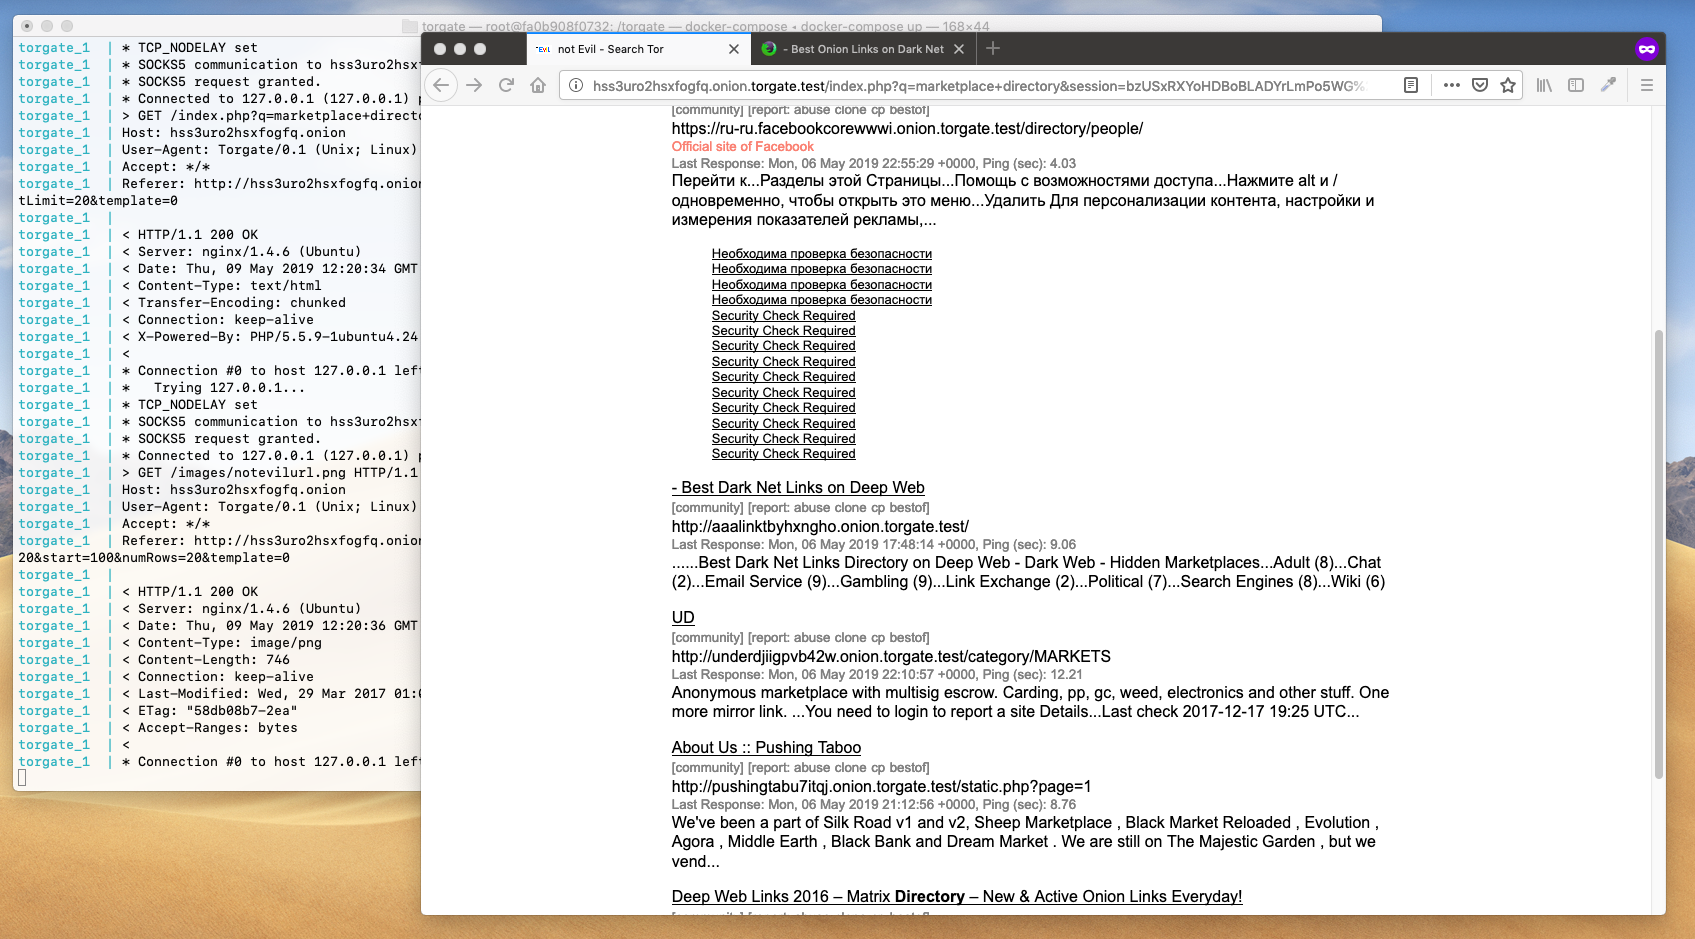 torgate — root@fa0b908f0732: /torgate — docker-compose ◂ docker-compose up — 168×44
torgate_1  | * TCP_NODELAY set
torgate_1  | * SOCKS5 communication to hss3uro2hsxf
torgate_1  | * SOCKS5 request granted.
torgate_1  | * Connected to 127.0.0.1 (127.0.0.1) p
torgate_1  | > GET /index.php?q=marketplace+directo
torgate_1  | Host: hss3uro2hsxfogfq.onion
torgate_1  | User-Agent: Torgate/0.1 (Unix; Linux)
torgate_1  | Accept: */*
torgate_1  | Referer: http://hss3uro2hsxfogfq.onion
tLimit=20&template=0
torgate_1  |
torgate_1  | < HTTP/1.1 200 OK
torgate_1  | < Server: nginx/1.4.6 (Ubuntu)
torgate_1  | < Date: Thu, 09 May 2019 12:20:34 GMT
torgate_1  | < Content-Type: text/html
torgate_1  | < Transfer-Encoding: chunked
torgate_1  | < Connection: keep-alive
torgate_1  | < X-Powered-By: PHP/5.5.9-1ubuntu4.24
torgate_1  | <
torgate_1  | * Connection #0 to host 127.0.0.1 left
torgate_1  | *   Trying 127.0.0.1...
torgate_1  | * TCP_NODELAY set
torgate_1  | * SOCKS5 communication to hss3uro2hsxf
torgate_1  | * SOCKS5 request granted.
torgate_1  | * Connected to 127.0.0.1 (127.0.0.1) p
torgate_1  | > GET /images/notevilurl.png HTTP/1.1
torgate_1  | Host: hss3uro2hsxfogfq.onion
torgate_1  | User-Agent: Torgate/0.1 (Unix; Linux)
torgate_1  | Accept: */*
torgate_1  | Referer: http://hss3uro2hsxfogfq.onion
20&start=100&numRows=20&template=0
torgate_1  |
torgate_1  | < HTTP/1.1 200 OK
torgate_1  | < Server: nginx/1.4.6 (Ubuntu)
torgate_1  | < Date: Thu, 09 May 2019 12:20:36 GMT
torgate_1  | < Content-Type: image/png
torgate_1  | < Content-Length: 746
torgate_1  | < Connection: keep-alive
torgate_1  | < Last-Modified: Wed, 29 Mar 2017 01:0
torgate_1  | < ETag: "58db08b7-2ea"
torgate_1  | < Accept-Ranges: bytes
torgate_1  | <
torgate_1  | * Connection #0 to host 127.0.0.1 left
not Evil - Search Tor
- Best Onion Links on Dark Net
hss3uro2hsxfogfq.onion.torgate.test/index.php?q=marketplace+directory&session=bzUSxRXYoHDBoBLADYrLmPo5WG%
[community] [report: abuse clone cp bestof]
https://ru-ru.facebookcorewwwi.onion.torgate.test/directory/people/
Official site of Facebook
Last Response: Mon, 06 May 2019 22:55:29 +0000, Ping (sec): 4.03
Перейти к...Разделы этой Страницы...Помощь с возможностями доступа...Нажмите alt и /
одновременно, чтобы открыть это меню...Удалить Для персонализации контента, настройки и
измерения показателей рекламы,...
Необходима проверка безопасности
Необходима проверка безопасности
Необходима проверка безопасности
Необходима проверка безопасности
Security Check Required
Security Check Required
Security Check Required
Security Check Required
Security Check Required
Security Check Required
Security Check Required
Security Check Required
Security Check Required
Security Check Required
- Best Dark Net Links on Deep Web
[community] [report: abuse clone cp bestof]
http://aaalinktbyhxngho.onion.torgate.test/
Last Response: Mon, 06 May 2019 17:48:14 +0000, Ping (sec): 9.06
......Best Dark Net Links Directory on Deep Web - Dark Web - Hidden Marketplaces...Adult (8)...Chat
(2)...Email Service (9)...Gambling (9)...Link Exchange (2)...Political (7)...Search Engines (8)...Wiki (6)
UD
[community] [report: abuse clone cp bestof]
http://underdjiigpvb42w.onion.torgate.test/category/MARKETS
Last Response: Mon, 06 May 2019 22:10:57 +0000, Ping (sec): 12.21
Anonymous marketplace with multisig escrow. Carding, pp, gc, weed, electronics and other stuff. One
more mirror link. ...You need to login to report a site Details...Last check 2017-12-17 19:25 UTC...
About Us :: Pushing Taboo
[community] [report: abuse clone cp bestof]
http://pushingtabu7itqj.onion.torgate.test/static.php?page=1
Last Response: Mon, 06 May 2019 21:12:56 +0000, Ping (sec): 8.76
We've been a part of Silk Road v1 and v2, Sheep Marketplace , Black Market Reloaded , Evolution ,
Agora , Middle Earth , Black Bank and Dream Market . We are still on The Majestic Garden , but we
vend...
Deep Web Links 2016 – Matrix Directory – New & Active Onion Links Everyday!